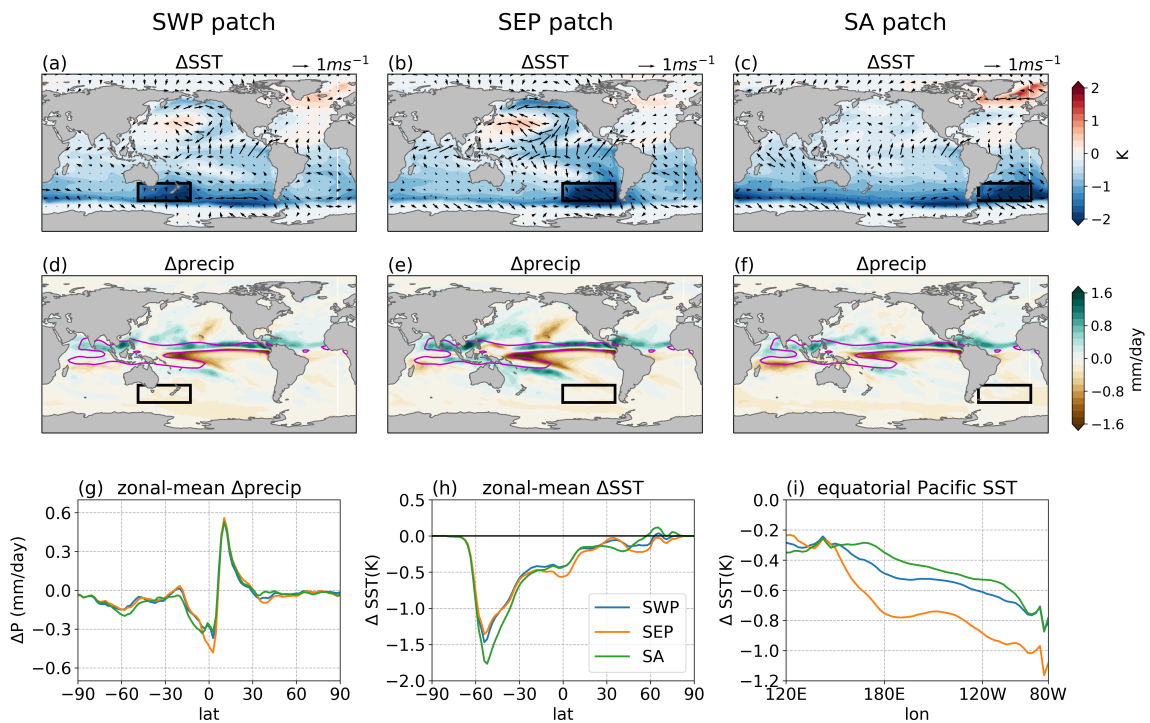 SWP patch SEP patch SA patch
(a) ΔSST → 1ms⁻¹ (b) ΔSST → 1ms⁻¹ (c) ΔSST → 1ms⁻¹
2
1
0
−1
−2
K
(d) Δprecip (e) Δprecip (f) Δprecip
1.6
0.8
0.0
−0.8
−1.6
mm/day
(g) zonal-mean Δprecip
0.6
0.3
0.0
−0.3
−0.6
ΔP (mm/day)
−90 −60 −30 0 30 60 90
lat
(h) zonal-mean ΔSST
0.5
0.0
−0.5
−1.0
−1.5
−2.0
Δ SST(K)
SWP
SEP
SA
−90 −60 −30 0 30 60 90
lat
(i) equatorial Pacific SST
0.0
−0.2
−0.4
−0.6
−0.8
−1.0
−1.2
Δ SST(K)
120E 180E 120W 80W
lon